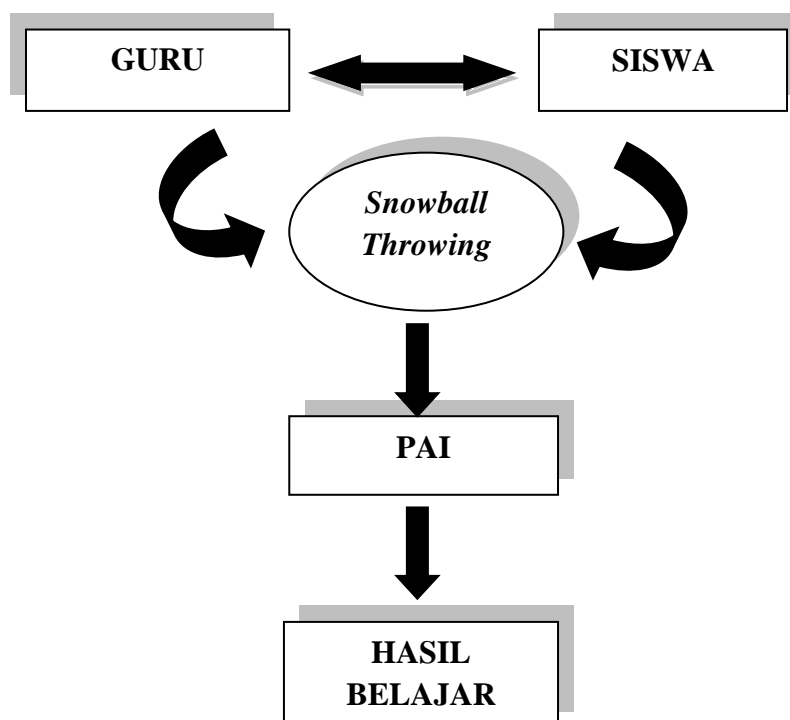 GURU
SISWA
Snowball
Throwing
PAI
HASIL
BELAJAR